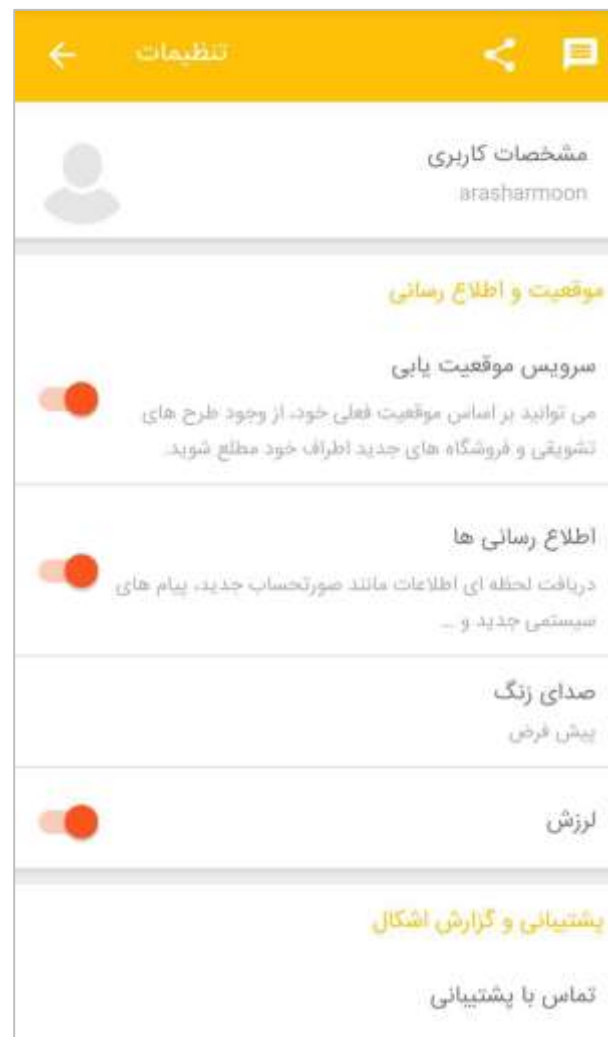 تنظیمات
مشخصات کاربری
arasharmoon
موقعیت و اطلاع رسانی
سرویس موقعیت یابی
می توانید بر اساس موقعیت فعلی خود، از وجود طرح های
تشویقی و فروشگاه های جدید اطراف خود مطلع شوید.
اطلاع رسانی ها
دریافت لحظه ای اطلاعات مانند صورتحساب جدید، پیام های
سیستمی جدید و ...
صدای زنگ
پیش فرض
لرزش
پشتیبانی و گزارش اشکال
تماس با پشتیبانی